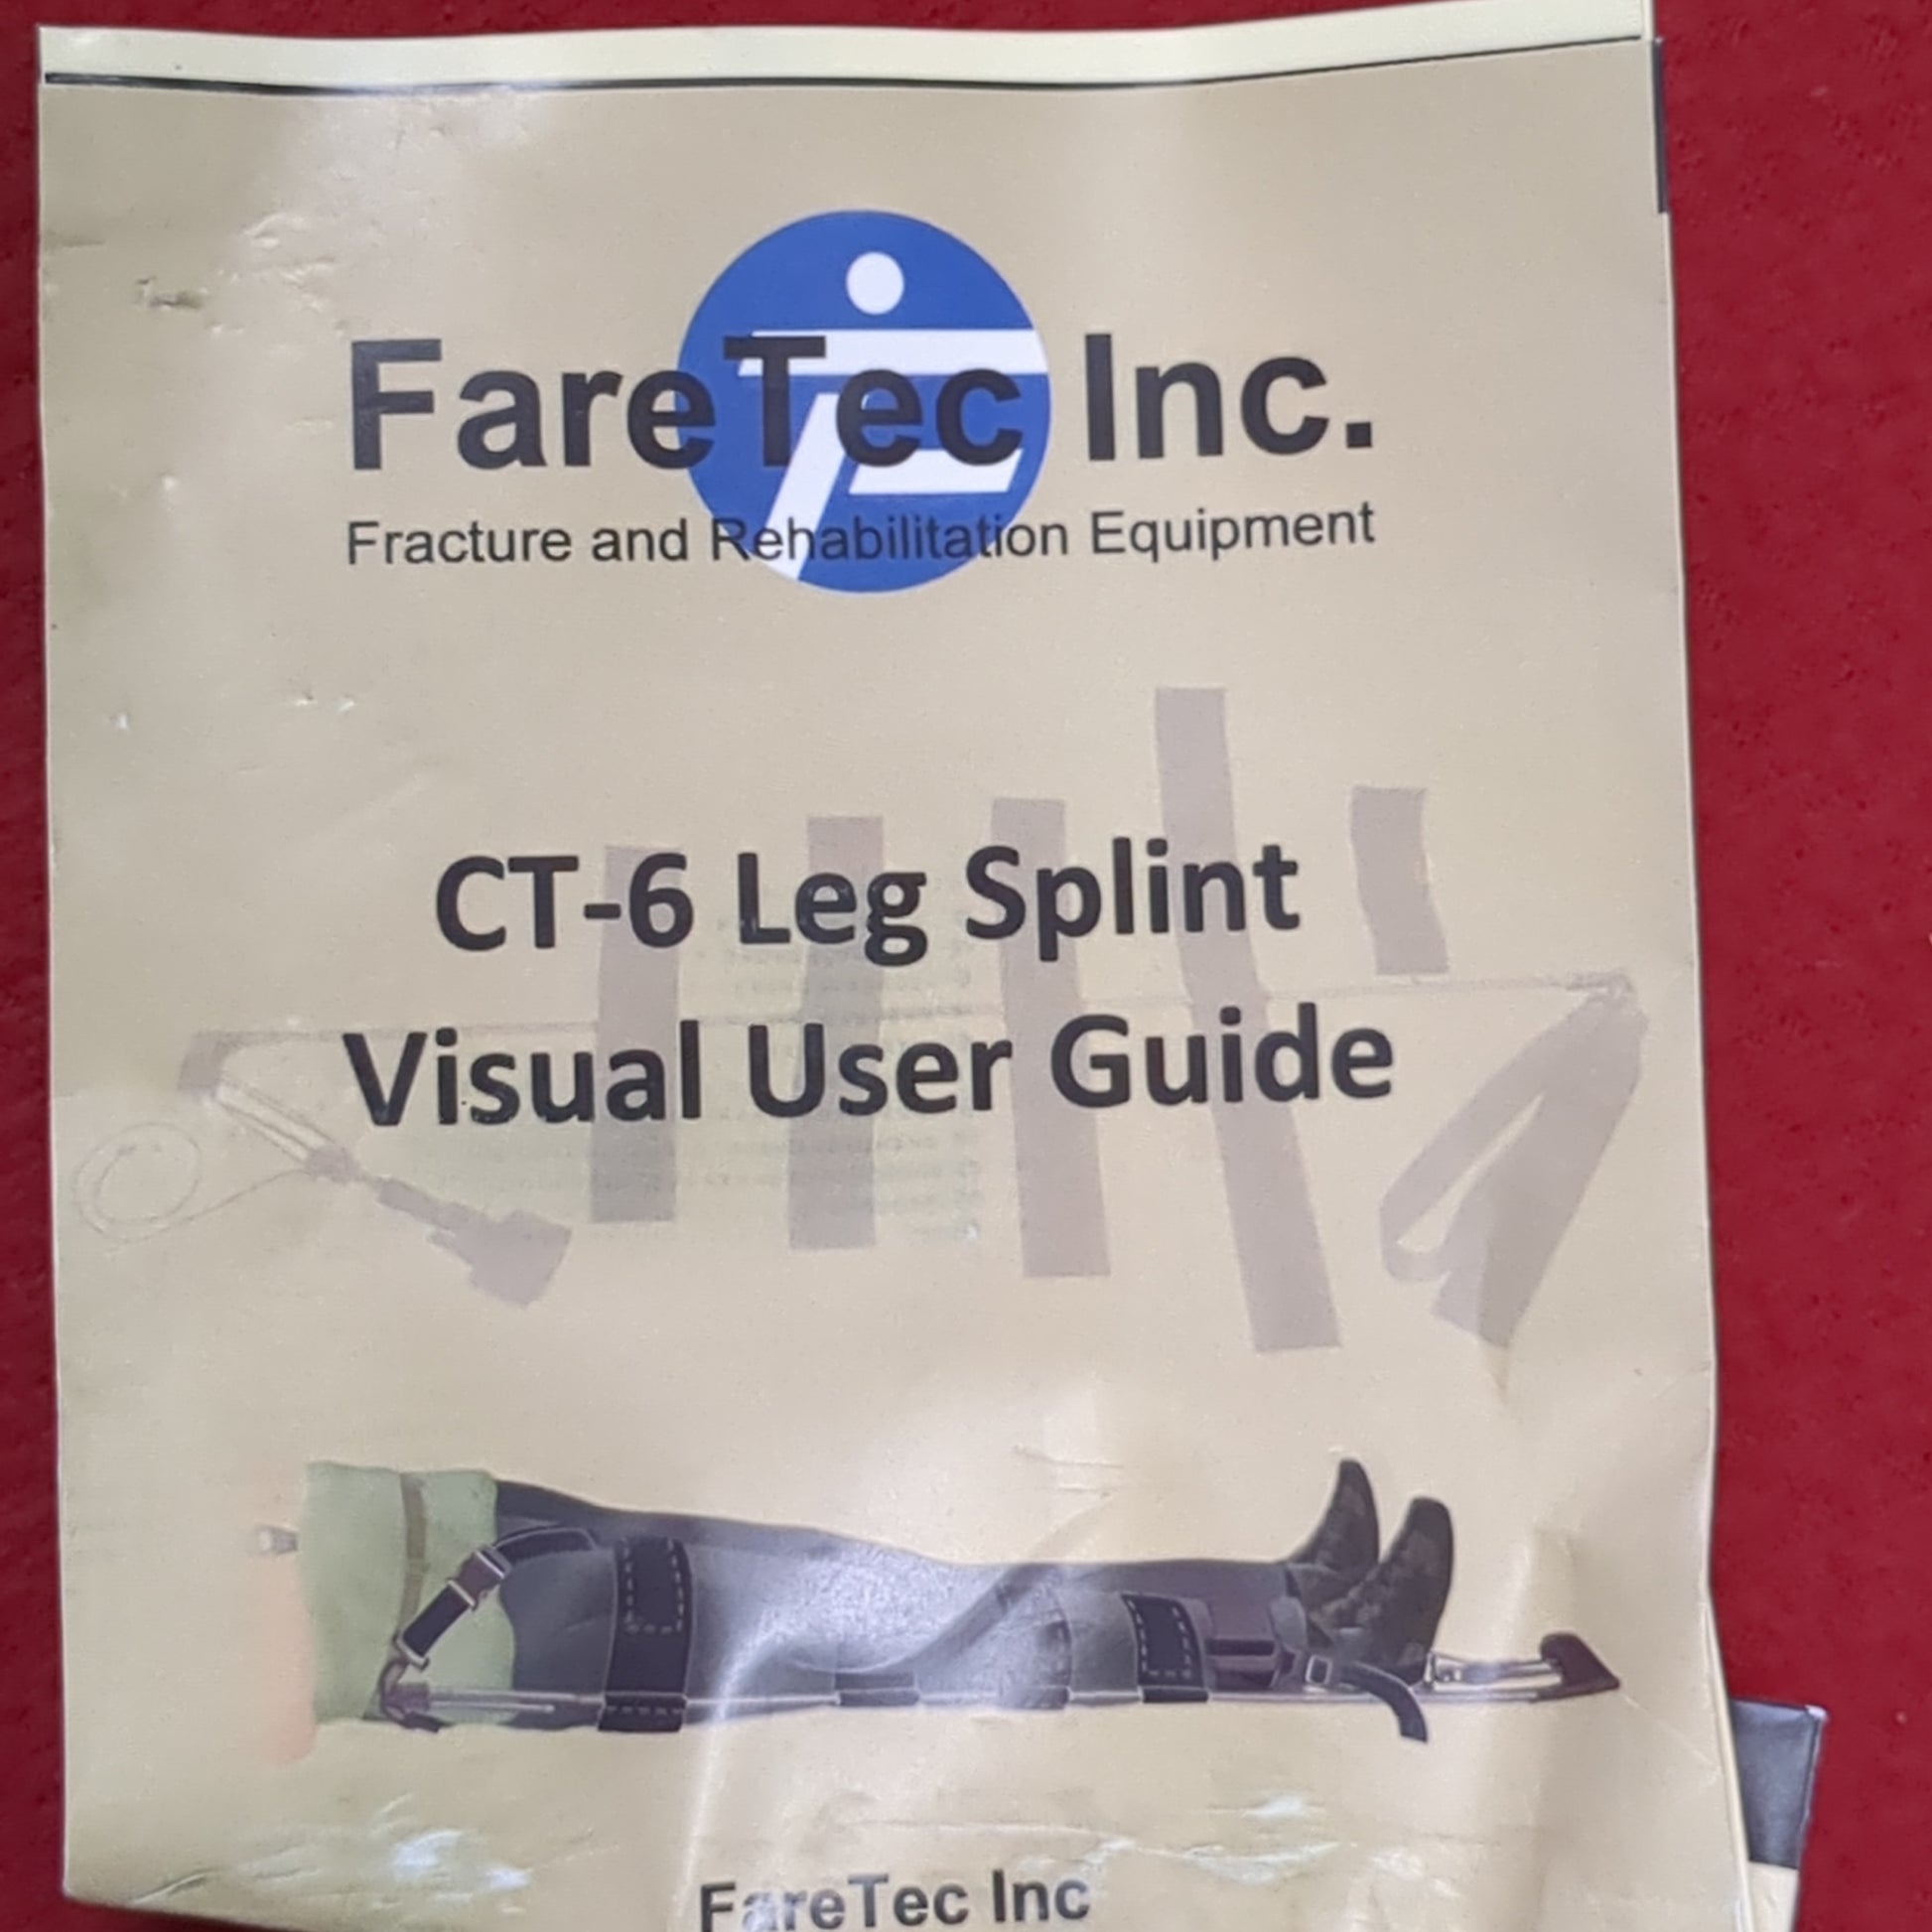 FareTec Inc.
Fracture and Rehabilitation Equipment
CT-6 Leg Splint
Visual User Guide
FareTec Inc